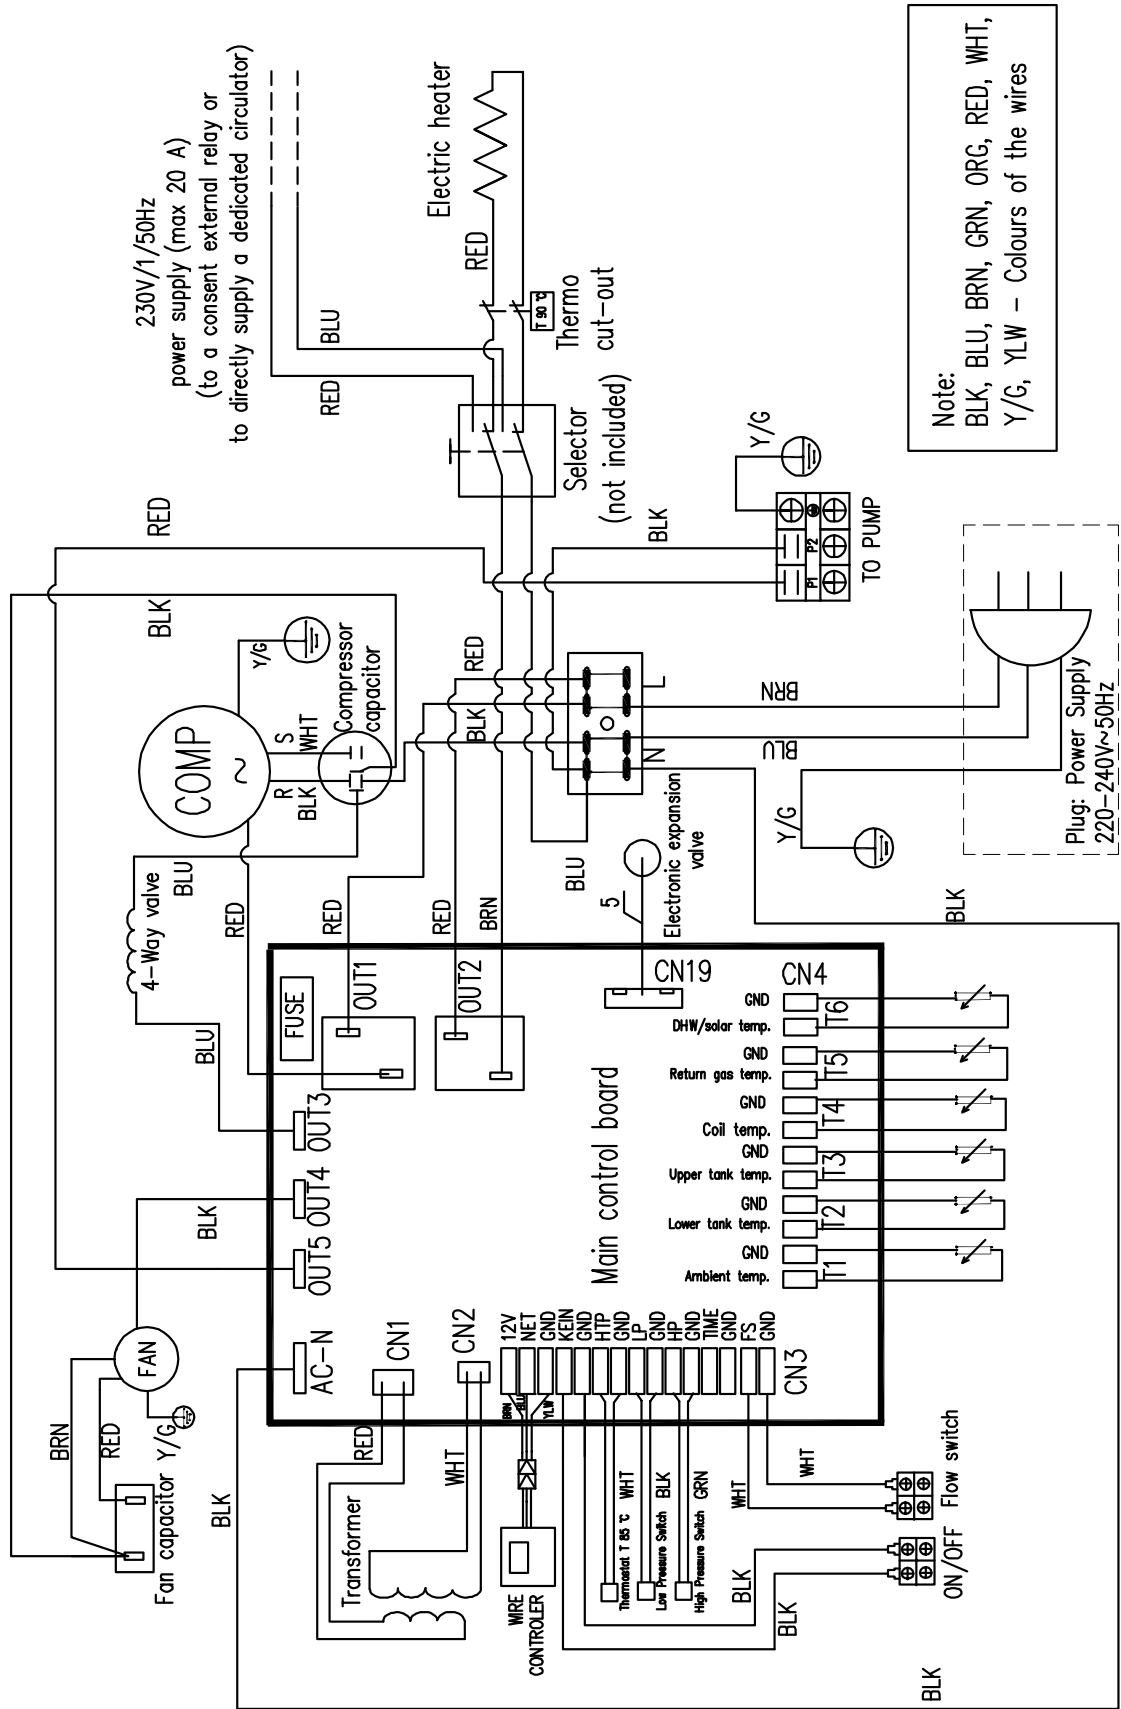 230V/1/50Hz
power supply (max 20 A)
(to a consent external relay or
to directly supply a dedicated circulator)
RED
BLU
Electric heater
RED
T 90 ℃
Thermo
cut-out
Selector
(not included)
Note:
BLK, BLU, BRN, GRN, ORG, RED, WHT,
Y/G, YLW - Colours of the wires
RED
BLK
Y/G
COMP
~
S
WHT
R
BLK
Compressor
capacitor
BLU
4-Way valve
RED
BLU
RED
BLK
BLK
Y/G
P1
P2
TO PUMP
L
N
BRN
BLU
Y/G
Plug: Power Supply
220-240V~50Hz
RED
RED
BRN
BLU
5
Electronic expansion
valve
BLK
FUSE
OUT1
OUT2
CN19
CN4
OUT3
OUT4
OUT5
AC-N
BLK
Main control board
GND
DHW/solar temp.
T6
GND
Return gas temp.
T5
GND
Coil temp.
T4
GND
Upper tank temp.
T3
GND
Lower tank temp.
T2
GND
Ambient temp.
T1
CN1
CN2
12V
NET
GND
KEIN
GND
HTP
GND
LP
GND
HP
GND
TIME
GND
FS
GND
CN3
BRN
BLU
YLW
FAN
BRN
RED
Y/G
Fan capacitor
BLK
RED
WHT
Transformer
WIRE
CONTROLER
Thermostat T 85 ℃
WHT
Low Pressure Switch
BLK
High Pressure Switch
GRN
WHT
WHT
BLK
BLK
Flow switch
ON/OFF
BLK